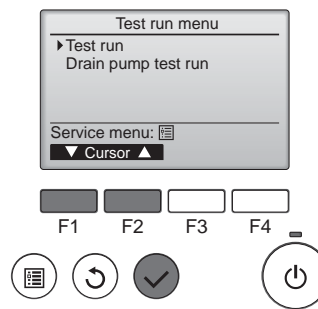 Test run menu
Test run
Drain pump test run
Service menu:
▼ Cursor ▲
F1 F2 F3 F4